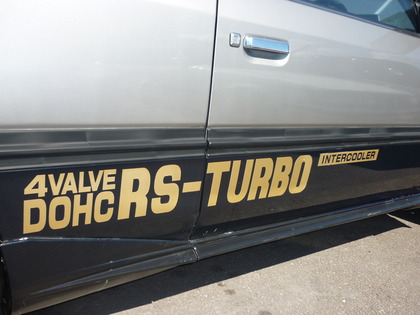 4VALVE
DOHC RS-TURBO INTERCOOLER